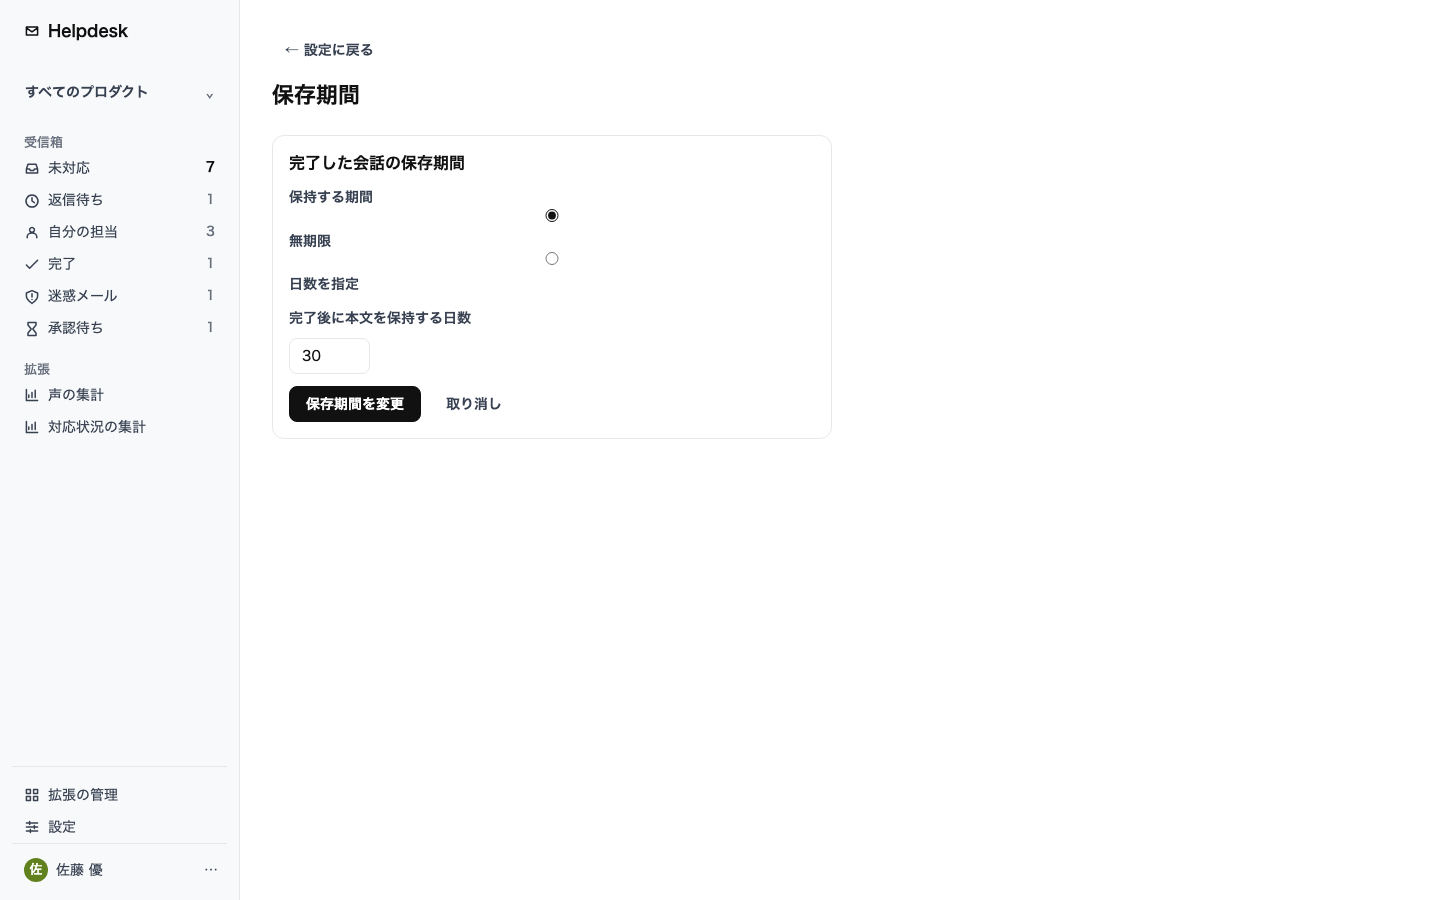 Helpdesk
すべてのプロダクト
受信箱
未対応 7
返信待ち 1
自分の担当 3
完了 1
迷惑メール 1
承認待ち 1
拡張
声の集計
対応状況の集計
拡張の管理
設定
佐 佐藤 優 …
← 設定に戻る
保存期間
完了した会話の保存期間
保持する期間
無期限
日数を指定
完了後に本文を保持する日数
30
保存期間を変更 取り消し